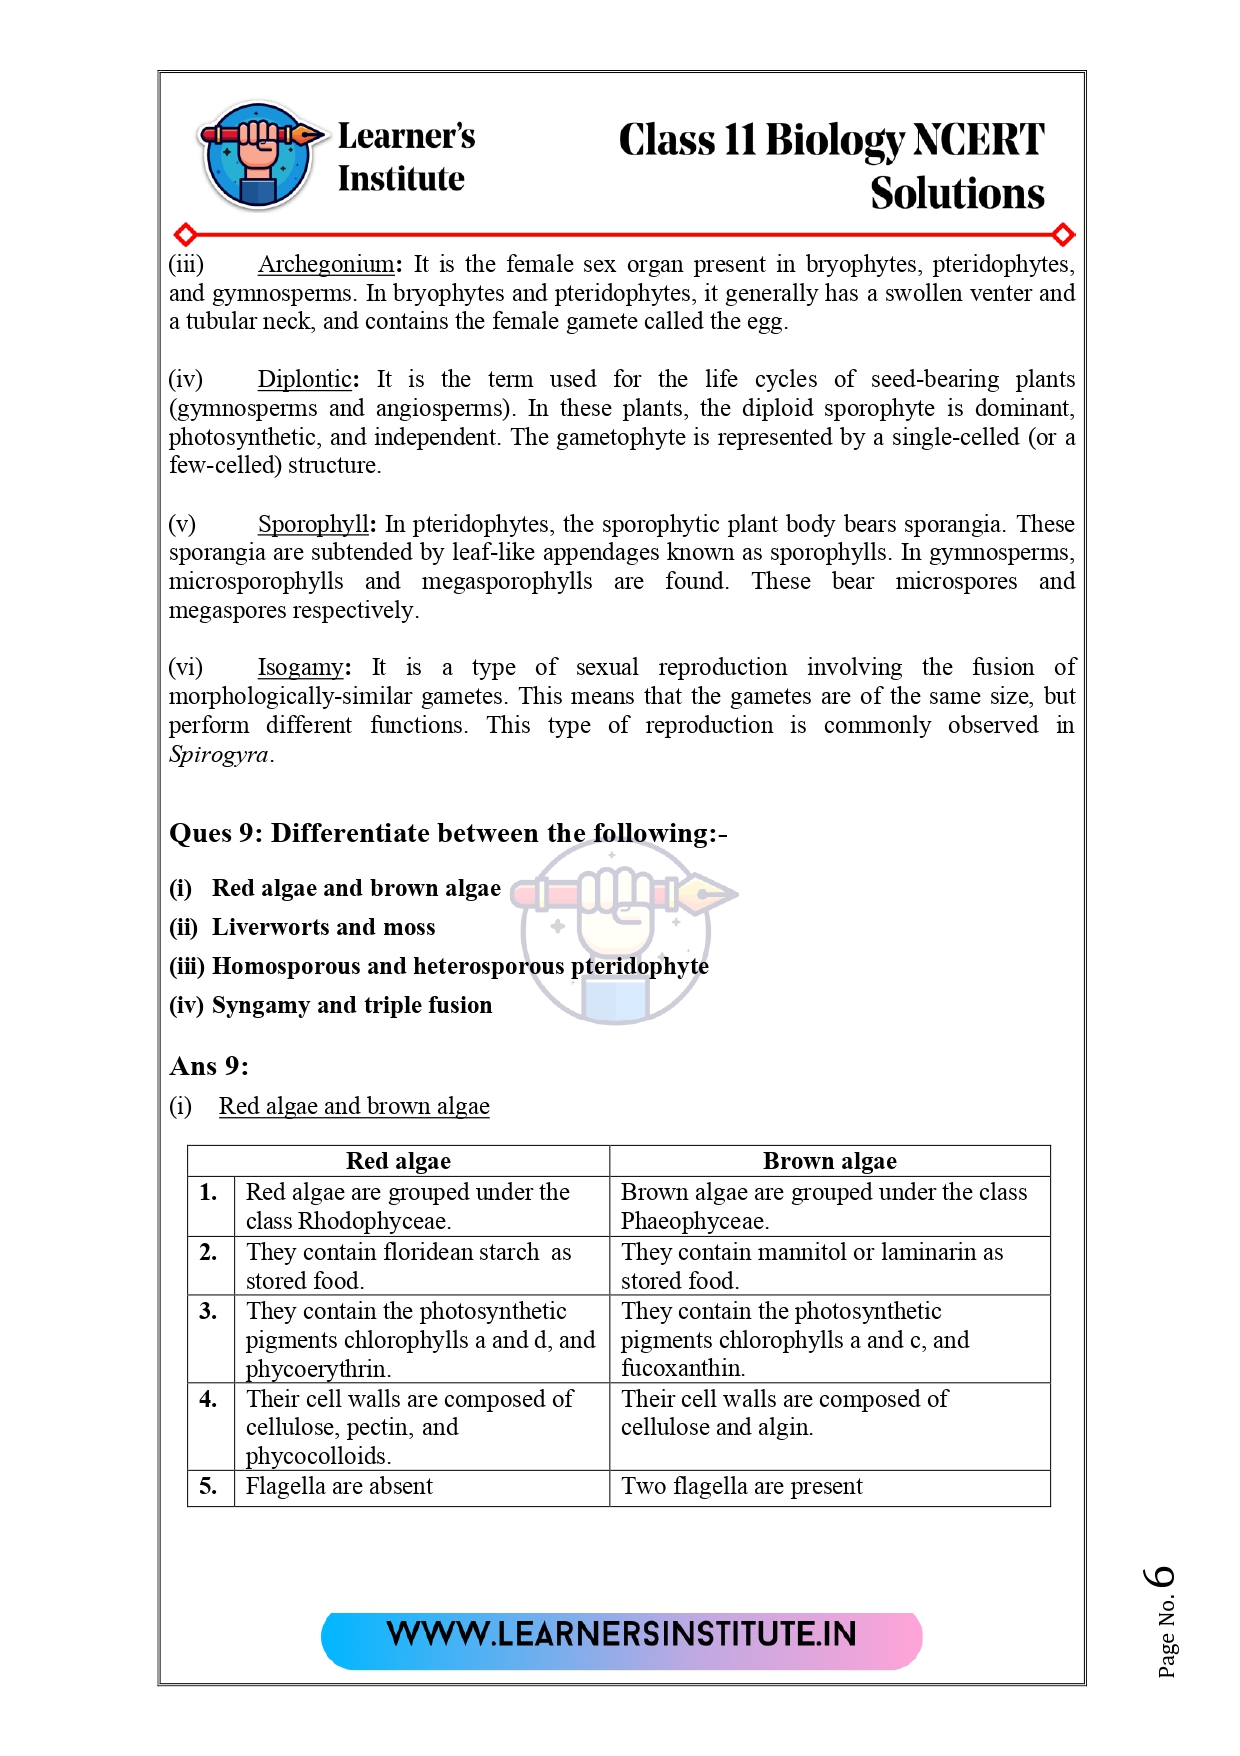 Learner's
Institute
Class 11 Biology NCERT
Solutions
(iii) Archegonium: It is the female sex organ present in bryophytes, pteridophytes,
and gymnosperms. In bryophytes and pteridophytes, it generally has a swollen venter and
a tubular neck, and contains the female gamete called the egg.
(iv) Diplontic: It is the term used for the life cycles of seed-bearing plants
(gymnosperms and angiosperms). In these plants, the diploid sporophyte is dominant,
photosynthetic, and independent. The gametophyte is represented by a single-celled (or a
few-celled) structure.
(v) Sporophyll: In pteridophytes, the sporophytic plant body bears sporangia. These
sporangia are subtended by leaf-like appendages known as sporophylls. In gymnosperms,
microsporophylls and megasporophylls are found. These bear microspores and
megaspores respectively.
(vi) Isogamy: It is a type of sexual reproduction involving the fusion of
morphologically-similar gametes. This means that the gametes are of the same size, but
perform different functions. This type of reproduction is commonly observed in
Spirogyra.
Ques 9: Differentiate between the following:-
(i) Red algae and brown algae
(ii) Liverworts and moss
(iii) Homosporous and heterosporous pteridophyte
(iv) Syngamy and triple fusion
Ans 9:
(i) Red algae and brown algae
Red algae Brown algae
1. Red algae are grouped under the
class Rhodophyceae.
Brown algae are grouped under the class
Phaeophyceae.
2. They contain floridean starch as
stored food.
They contain mannitol or laminarin as
stored food.
3. They contain the photosynthetic
pigments chlorophylls a and d, and
phycoerythrin.
They contain the photosynthetic
pigments chlorophylls a and c, and
fucoxanthin.
4. Their cell walls are composed of
cellulose, pectin, and
phycocolloids.
Their cell walls are composed of
cellulose and algin.
5. Flagella are absent
Two flagella are present
WWW.LEARNERSINSTITUTE.IN
Page No. 6